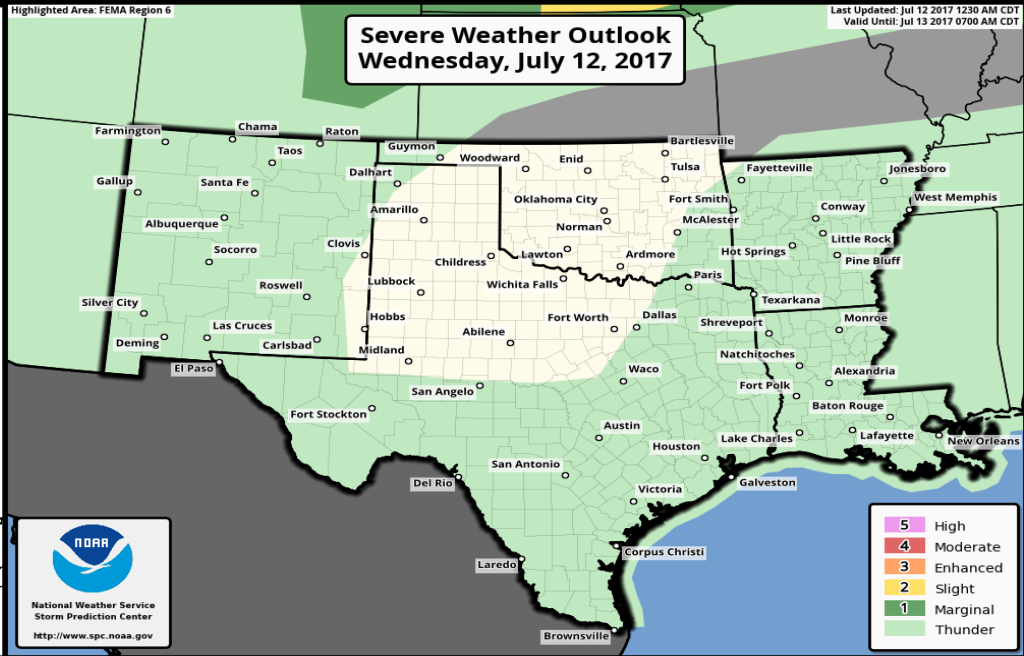 Highlighted Area: FEMA Region 6
Last Updated: Jul 12 2017 1230 AM CDT
Valid Until: Jul 13 2017 0700 AM CDT
Severe Weather Outlook
Wednesday, July 12, 2017
Farmington
Chama
Raton
Guymon
Bartlesville
Taos
Woodward
Enid
Tulsa
Fayetteville
Jonesboro
Dalhart
Gallup
Santa Fe
Oklahoma City
Fort Smith
West Memphis
Amarillo
Conway
McAlester
Albuquerque
Norman
Little Rock
Socorro
Clovis
Lawton
Ardmore
Hot Springs
Childress
Pine Bluff
Paris
Roswell
Lubbock
Wichita Falls
Silver City
Texarkana
Hobbs
Fort Worth
Dallas
Monroe
Las Cruces
Abilene
Shreveport
Deming
Carlsbad
Midland
Natchitoches
El Paso
Waco
Alexandria
San Angelo
Fort Polk
Fort Stockton
Baton Rouge
Austin
Houston
Lake Charles
Lafayette
New Orleans
San Antonio
Del Rio
Galveston
Victoria
Corpus Christi
Laredo
Brownsville
NOAA
National Weather Service
Storm Prediction Center
http://www.spc.noaa.gov
5 High
4 Moderate
3 Enhanced
2 Slight
1 Marginal
Thunder